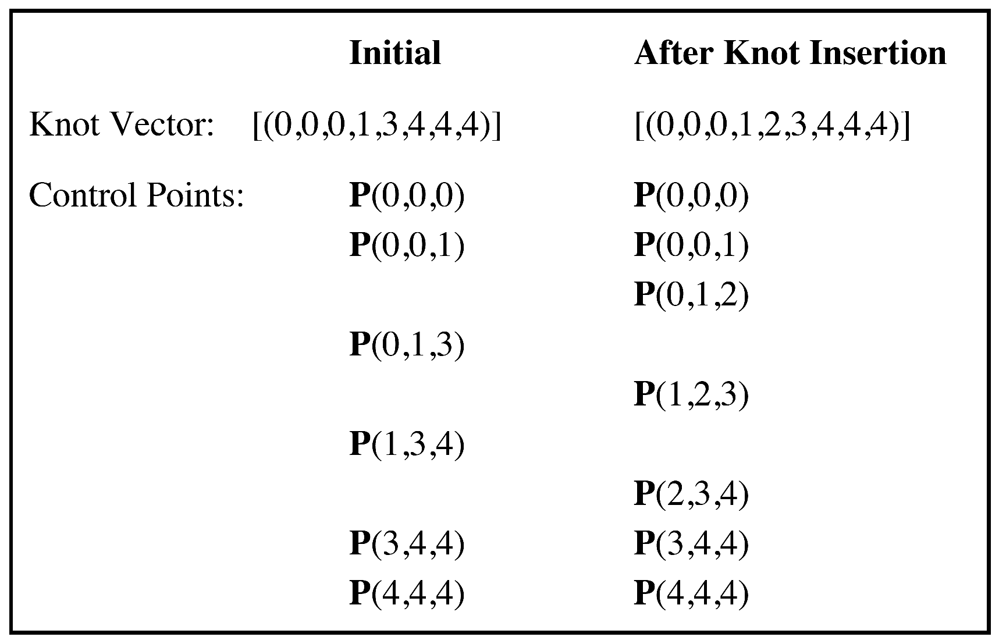 Initial After Knot Insertion
Knot Vector: [(0,0,0,1,3,4,4,4)] [(0,0,0,1,2,3,4,4,4)]
Control Points: P(0,0,0) P(0,0,0)
P(0,0,1) P(0,0,1)
P(0,1,2)
P(0,1,3)
P(1,2,3)
P(1,3,4)
P(2,3,4)
P(3,4,4) P(3,4,4)
P(4,4,4) P(4,4,4)